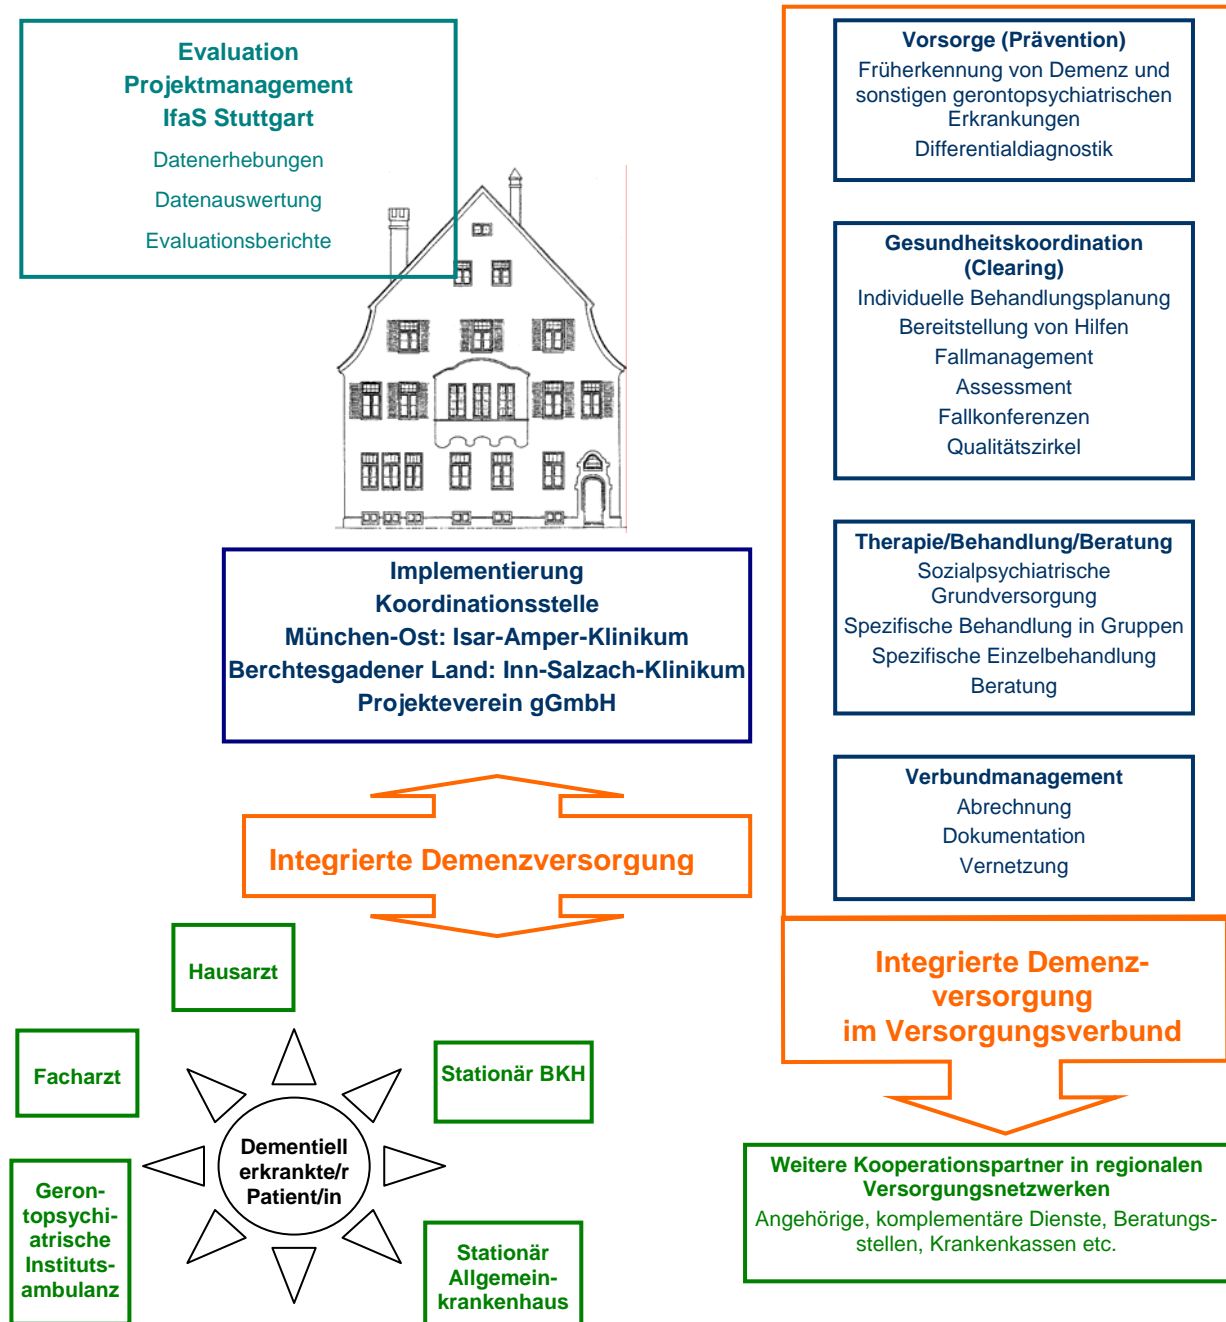 Evaluation
Projektmanagement
IfaS Stuttgart
Datenerhebungen
Datenauswertung
Evaluationsberichte
Implementierung
Koordinationsstelle
München-Ost: Isar-Amper-Klinikum
Berchtesgadener Land: Inn-Salzach-Klinikum
Projekteverein gGmbH
Integrierte Demenzversorgung
Hausarzt
Facharzt
Stationär BKH
Dementiell
erkrankte/r
Patient/in
Geron-
topsychi-
atrische
Instituts-
ambulanz
Stationär
Allgemein-
krankenhaus
Vorsorge (Prävention)
Früherkennung von Demenz und
sonstigen gerontopsychiatrischen
Erkrankungen
Differentialdiagnostik
Gesundheitskoordination
(Clearing)
Individuelle Behandlungsplanung
Bereitstellung von Hilfen
Fallmanagement
Assessment
Fallkonferenzen
Qualitätszirkel
Therapie/Behandlung/Beratung
Sozialpsychiatrische
Grundversorgung
Spezifische Behandlung in Gruppen
Spezifische Einzelbehandlung
Beratung
Verbundmanagement
Abrechnung
Dokumentation
Vernetzung
Integrierte Demenz-
versorgung
im Versorgungsverbund
Weitere Kooperationspartner in regionalen
Versorgungsnetzwerken
Angehörige, komplementäre Dienste, Beratungs-
stellen, Krankenkassen etc.